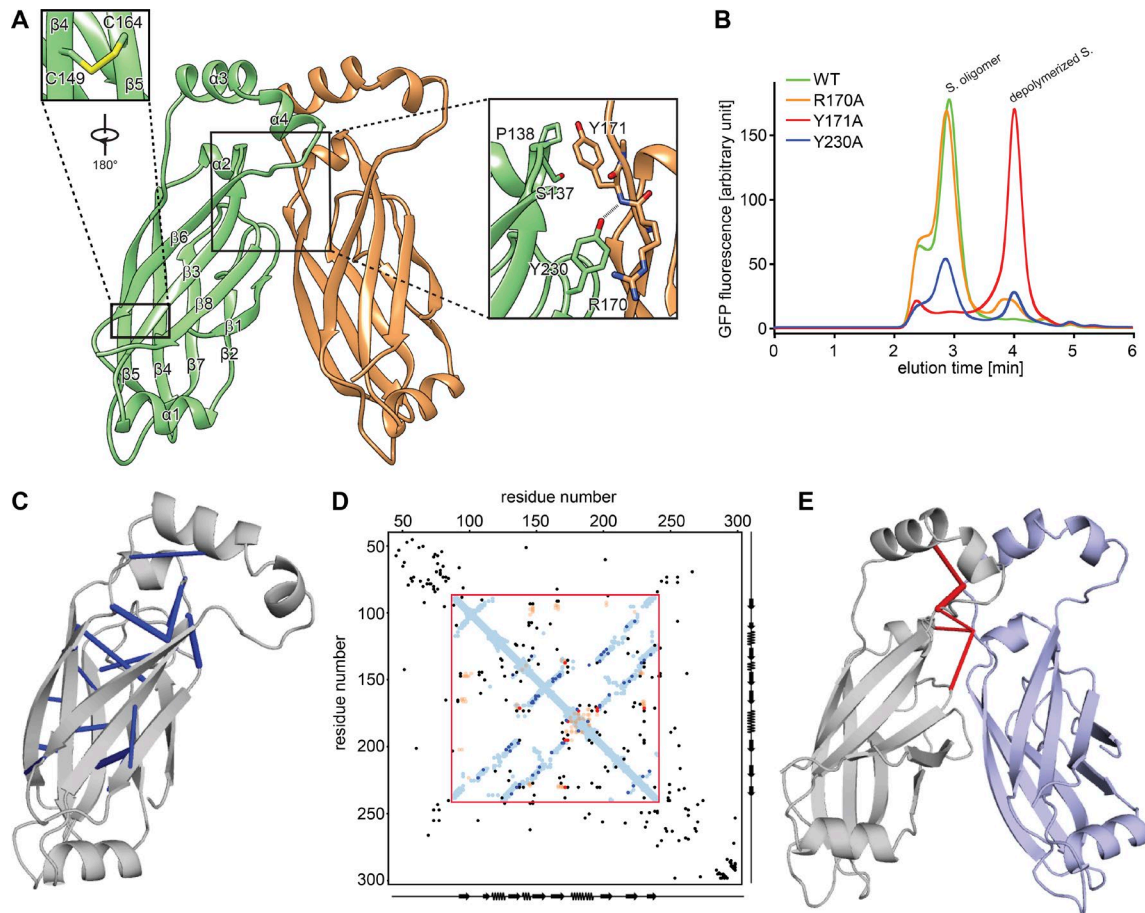 A
β4
C164
C149
β5
180°
α3
α4
α2
β6
β3
β8
β1
β2
β5
β4
β7
α1
P138
Y171
S137
Y230
R170
B
WT
R170A
Y171A
Y230A
S. oligomer
depolymerized S.
GFP fluorescence [arbitrary unit]
150
100
50
0
0 1 2 3 4 5 6
elution time [min]
C
D
residue number
50 100 150 200 250 300
residue number
50
100
150
200
250
300
E